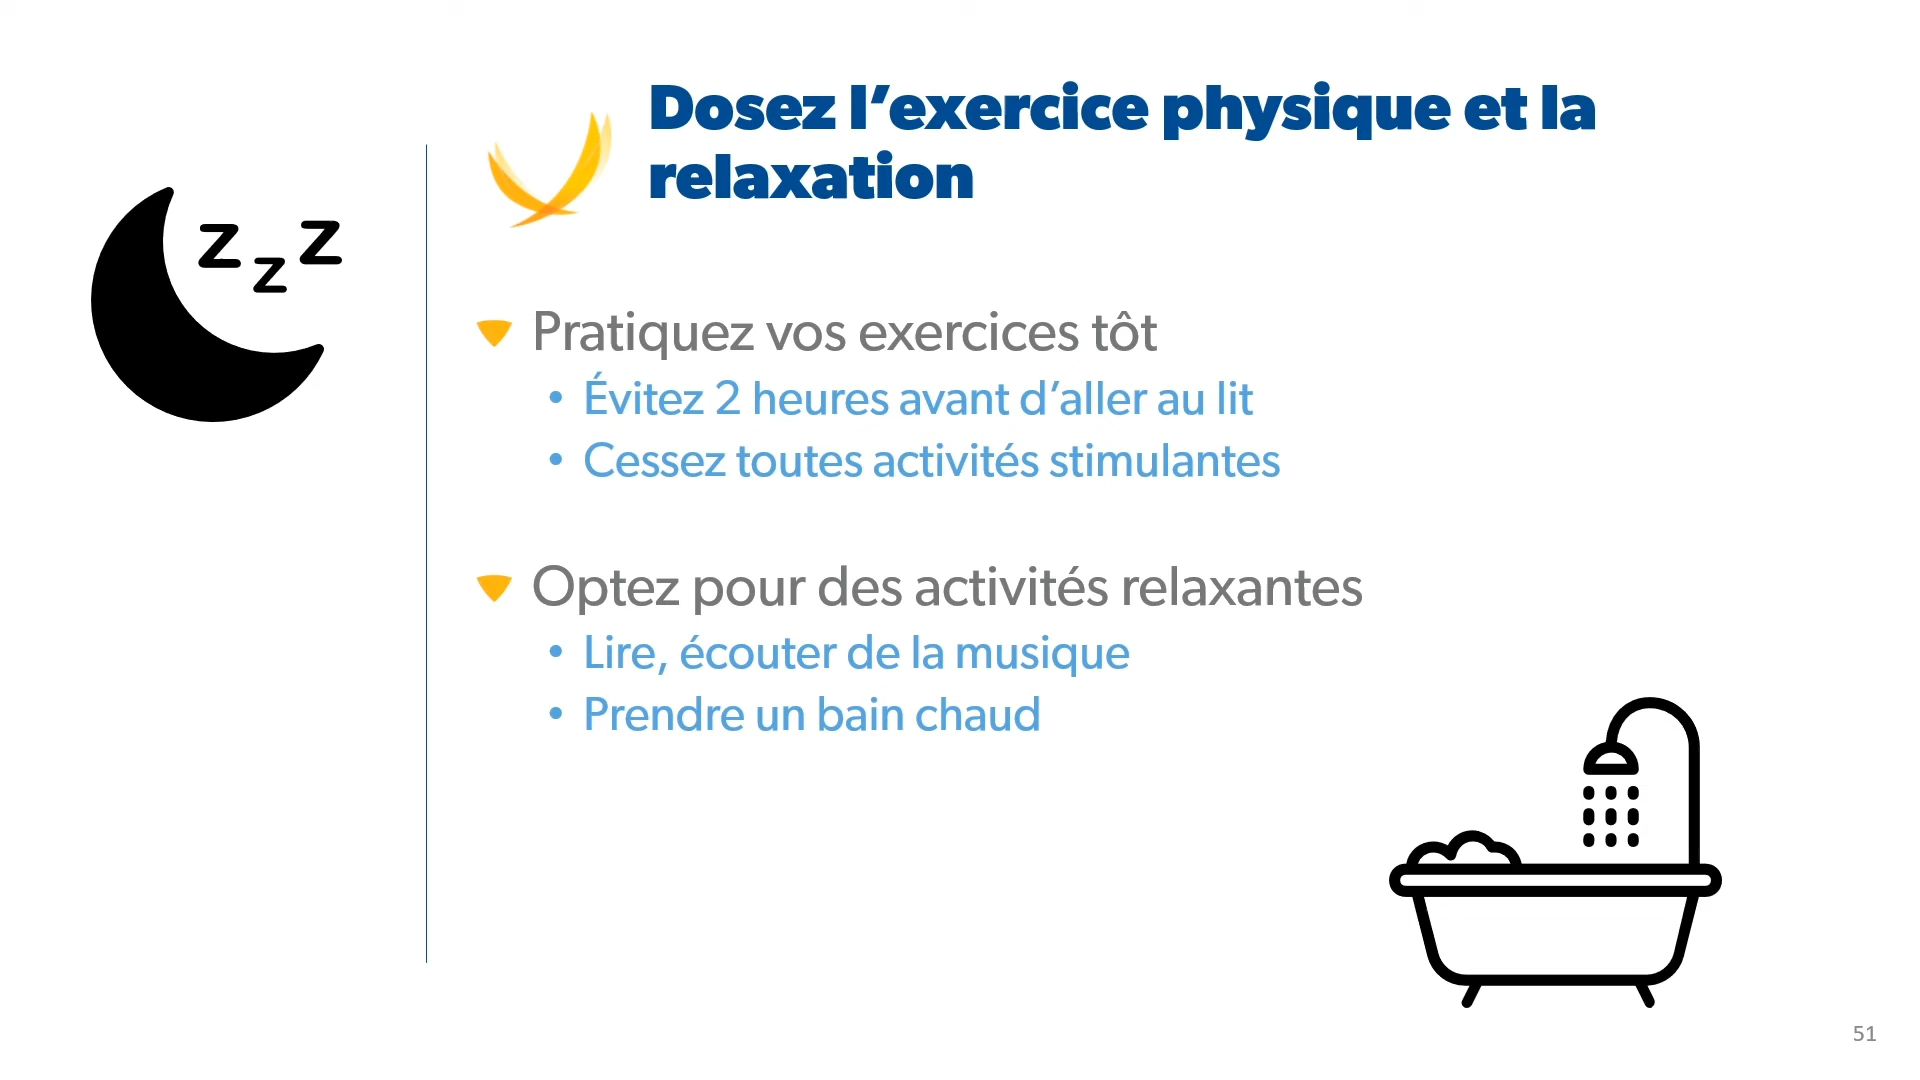 Dosez l’exercice physique et la
relaxation
z z z
Pratiquez vos exercices tôt
• Évitez 2 heures avant d’aller au lit
• Cessez toutes activités stimulantes
Optez pour des activités relaxantes
• Lire, écouter de la musique
• Prendre un bain chaud
51